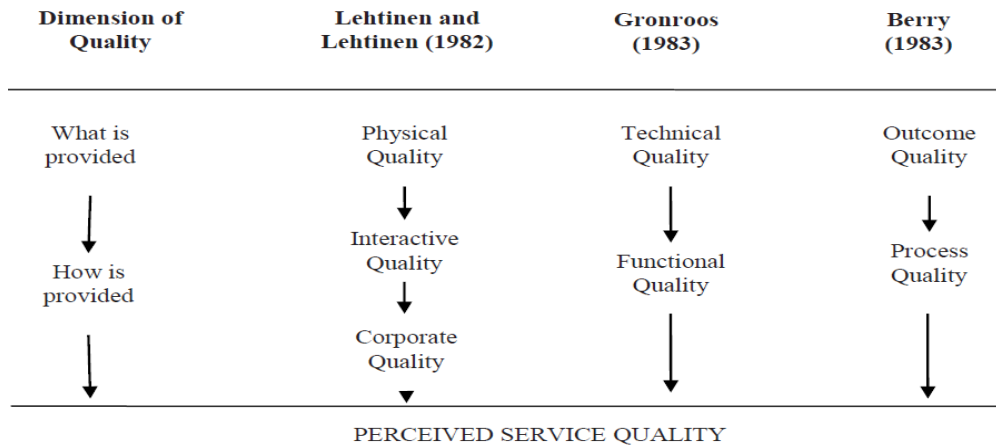 Dimension of
Quality
Lehtinen and
Lehtinen (1982)
Gronroos
(1983)
Berry
(1983)
What is
provided
Physical
Quality
Technical
Quality
Outcome
Quality
How is
provided
Interactive
Quality
Functional
Quality
Process
Quality
Corporate
Quality
PERCEIVED SERVICE QUALITY